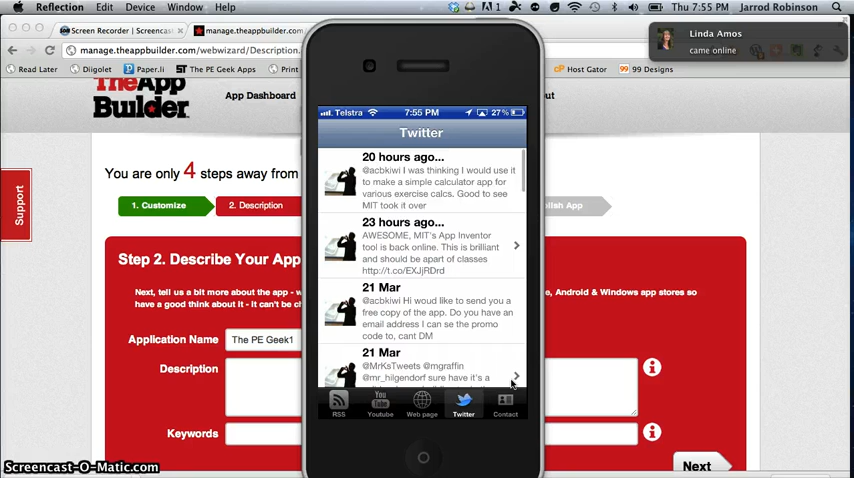 Reflection Edit Device Window Help
1 Thu 7:55 PM Jarrod Robinson
Screen Recorder | Screencast
manage.theappbuilder.com
manage.theappbuilder.com/webwizard/Description.
Linda Amos
came online
Read Later Diigolet Paper.li The PE Geek Apps Print
Host Gator 99 Designs
TheApp
Builder
App Dashboard
out
You are only 4 steps away from
Support
1. Customize
2. Description
lish App
Step 2. Describe Your App
Next, tell us a bit more about the app -
e, Android & Windows app stores so
have a good think about it - it can't be
Application Name
The PE Geek1
Description
Keywords
Next
Telstra 7:55 PM 27%
Twitter
20 hours ago...
@acbkiwi I was thinking I would use it
to make a simple calculator app for
various exercise calcs. Good to see
MIT took it over
23 hours ago...
AWESOME, MIT's App Inventor
tool is back online. This is brilliant
and should be apart of classes
http://t.co/EXJjRDrd
21 Mar
@acbkiwi Hi woud like to send you a
free copy of the app. Do you have an
email address I can se the promo
code to, cant DM
21 Mar
@MrKsTweets @mgraffin
@mr_hilgendorf sure have it's a
RSS Youtube Web page Twitter Contact
You
Tube
Screencast-O-Matic.com